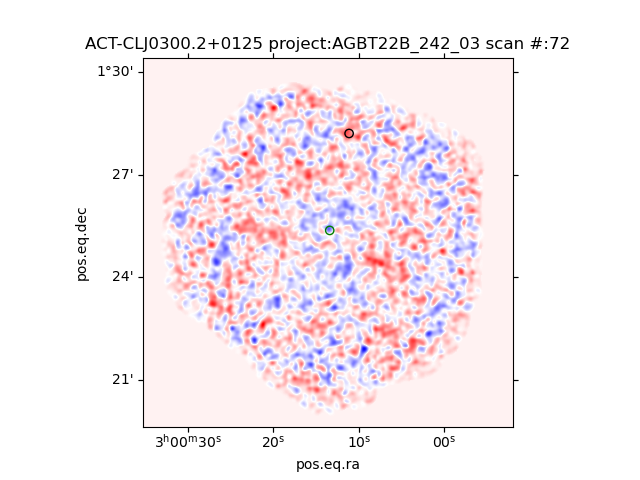 ACT-CLJ0300.2+0125 project:AGBT22B_242_03 scan #:72
1°30'
27'
24'
21'
pos.eq.dec
3ʰ00ᵐ30ˢ 20ˢ 10ˢ 00ˢ
pos.eq.ra